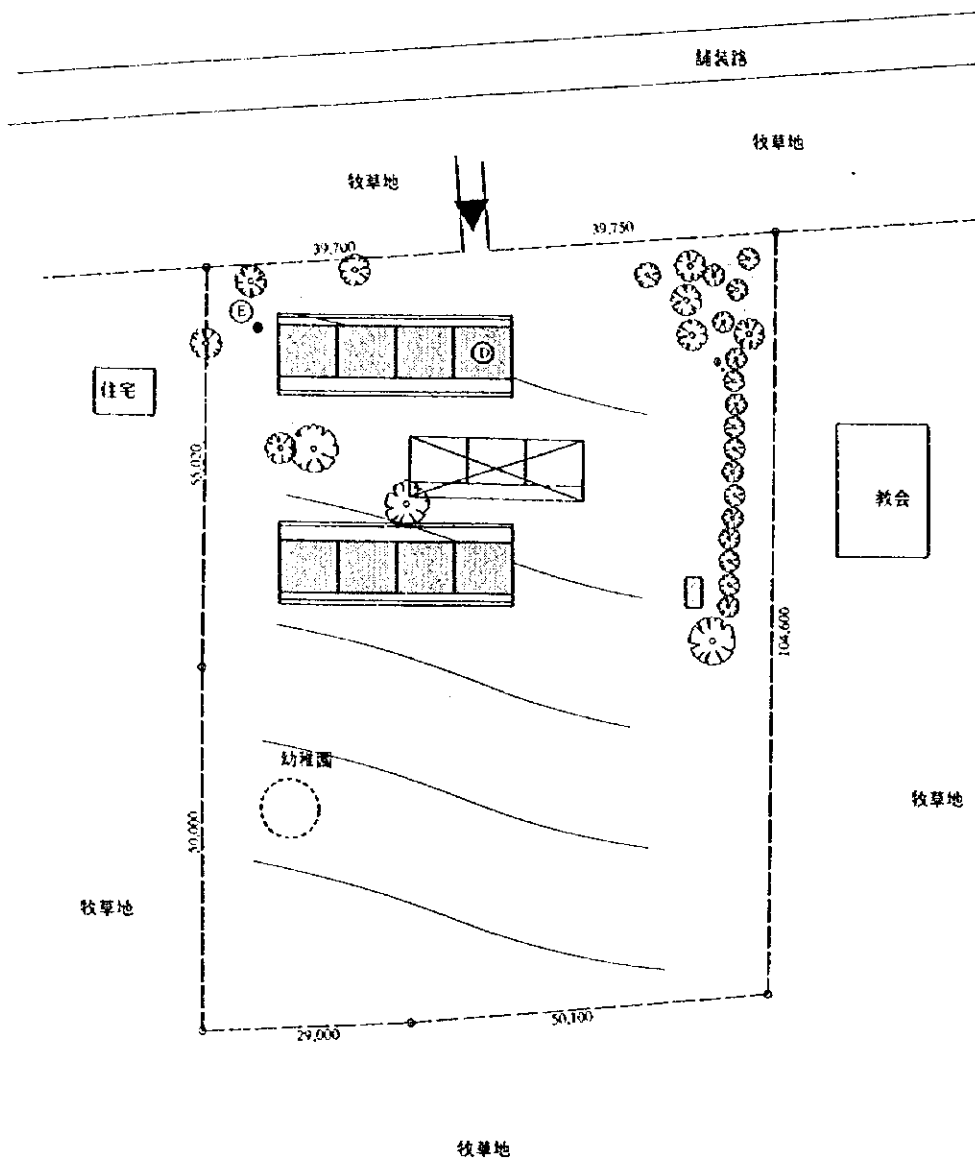 舗装路
牧草地
牧草地
39,700
39,750
E
D
住宅
55,020
教会
104,600
幼稚園
牧草地
30,000
牧草地
29,000
50,100
牧草地